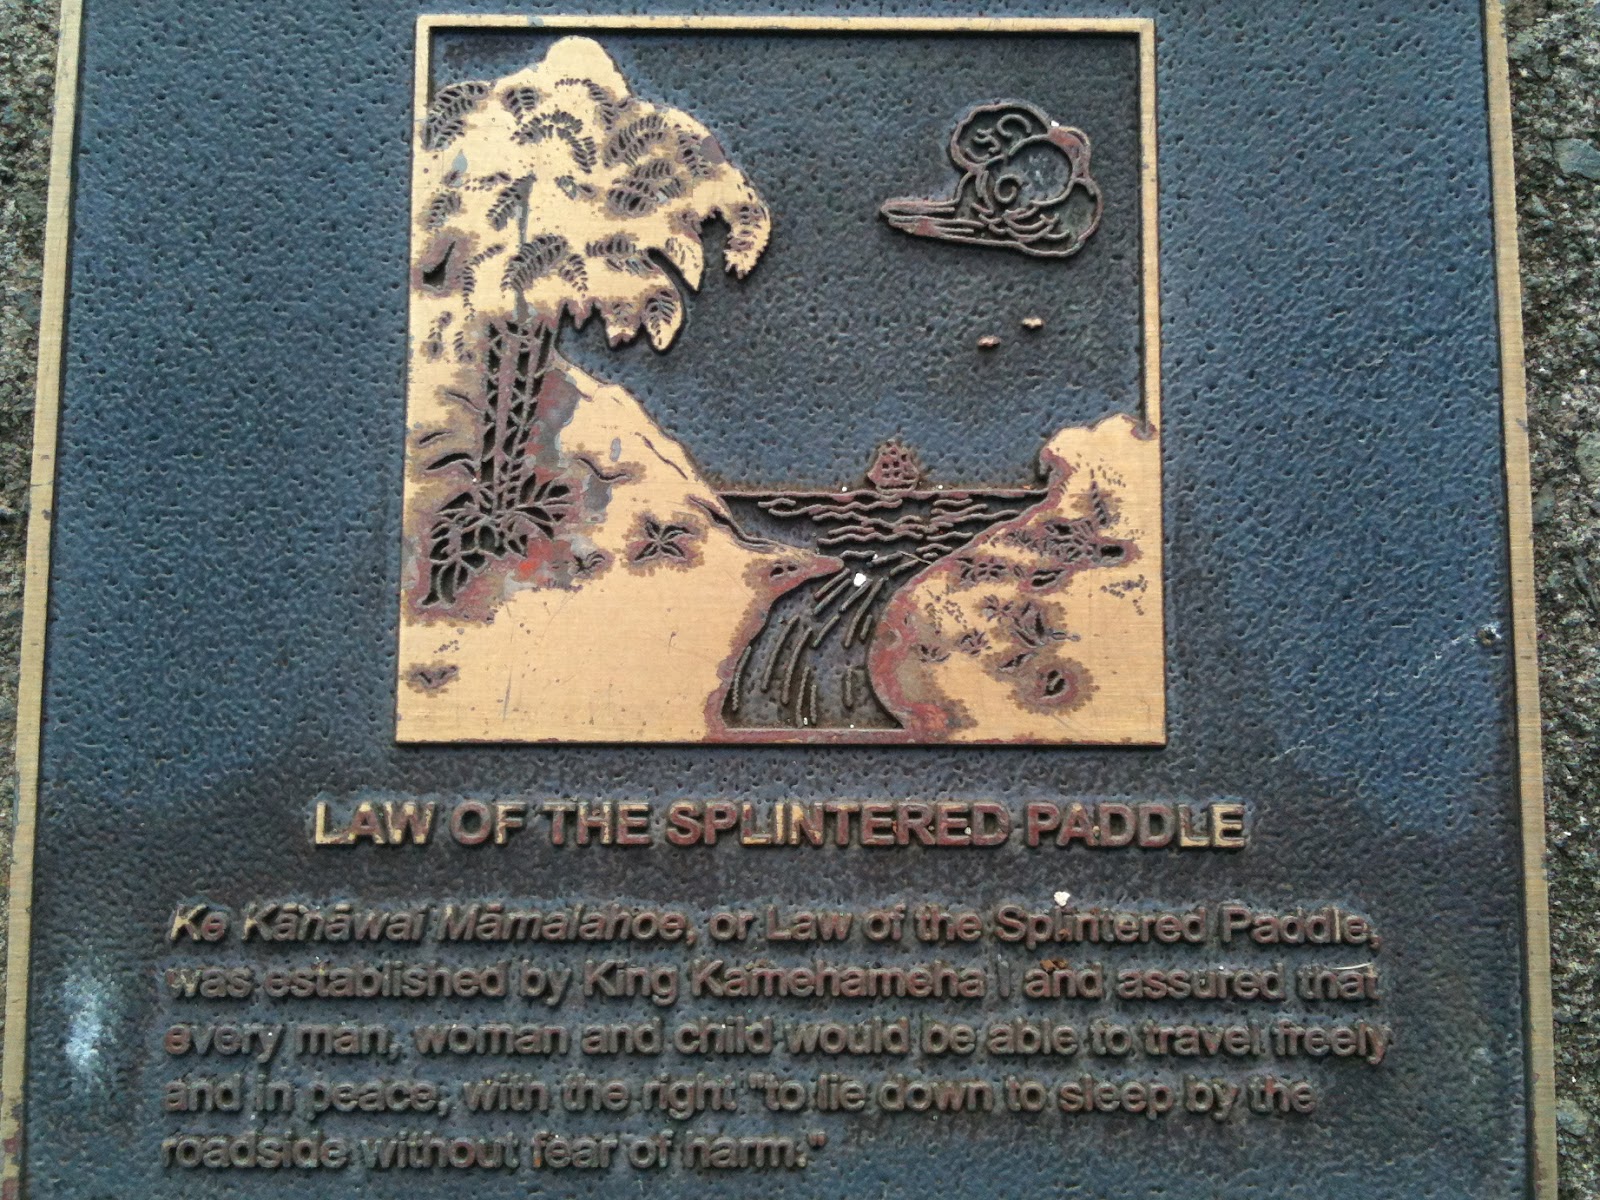 LAW OF THE SPLINTERED PADDLE
Ke Kānāwai Māmalahoe, or Law of the Splintered Paddle,
was established by King Kamehameha I and assured that
every man, woman and child would be able to travel freely
and in peace, with the right "to lie down to sleep by the
roadside without fear of harm."